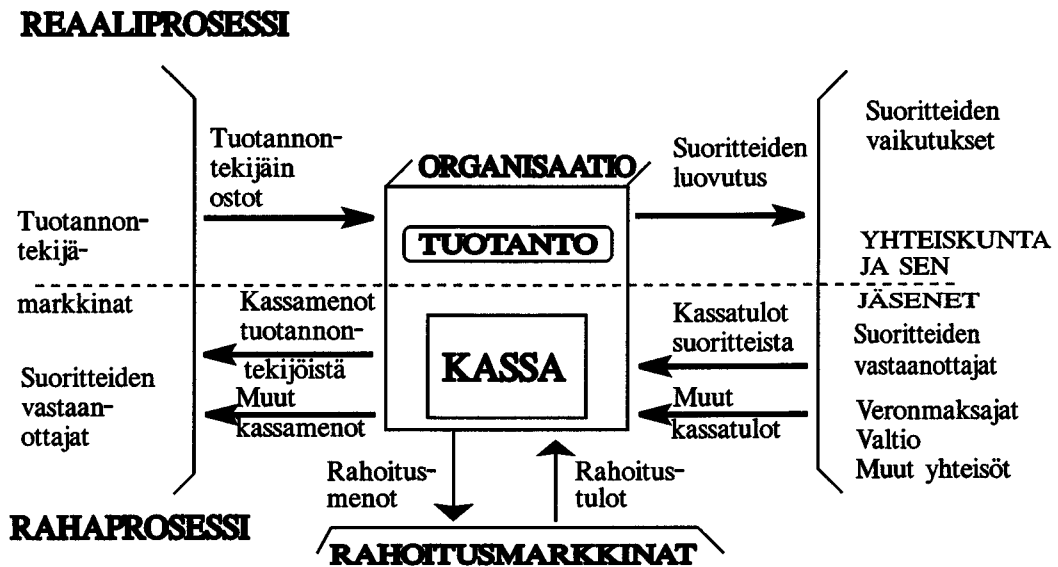 REAALIPROSESSI
Tuotannon-
tekijäin
ostot
ORGANISAATIO
TUOTANTO
Suoritteiden
luovutus
Suoritteiden
vaikutukset
Tuotannon-
tekijä-
markkinat
YHTEISKUNTA
JA SEN
JÄSENET
Kassamenot
tuotannon-
tekijöistä
Muut
kassamenot
KASSA
Kassatulot
suoritteista
Muut
kassatulot
Suoritteiden
vastaanottajat
Veronmaksajat
Valtio
Muut yhteisöt
Suoritteiden
vastaan-
ottajat
Rahoitus-
menot
Rahoitus-
tulot
RAHAPROSESSI
RAHOITUSMARKKINAT